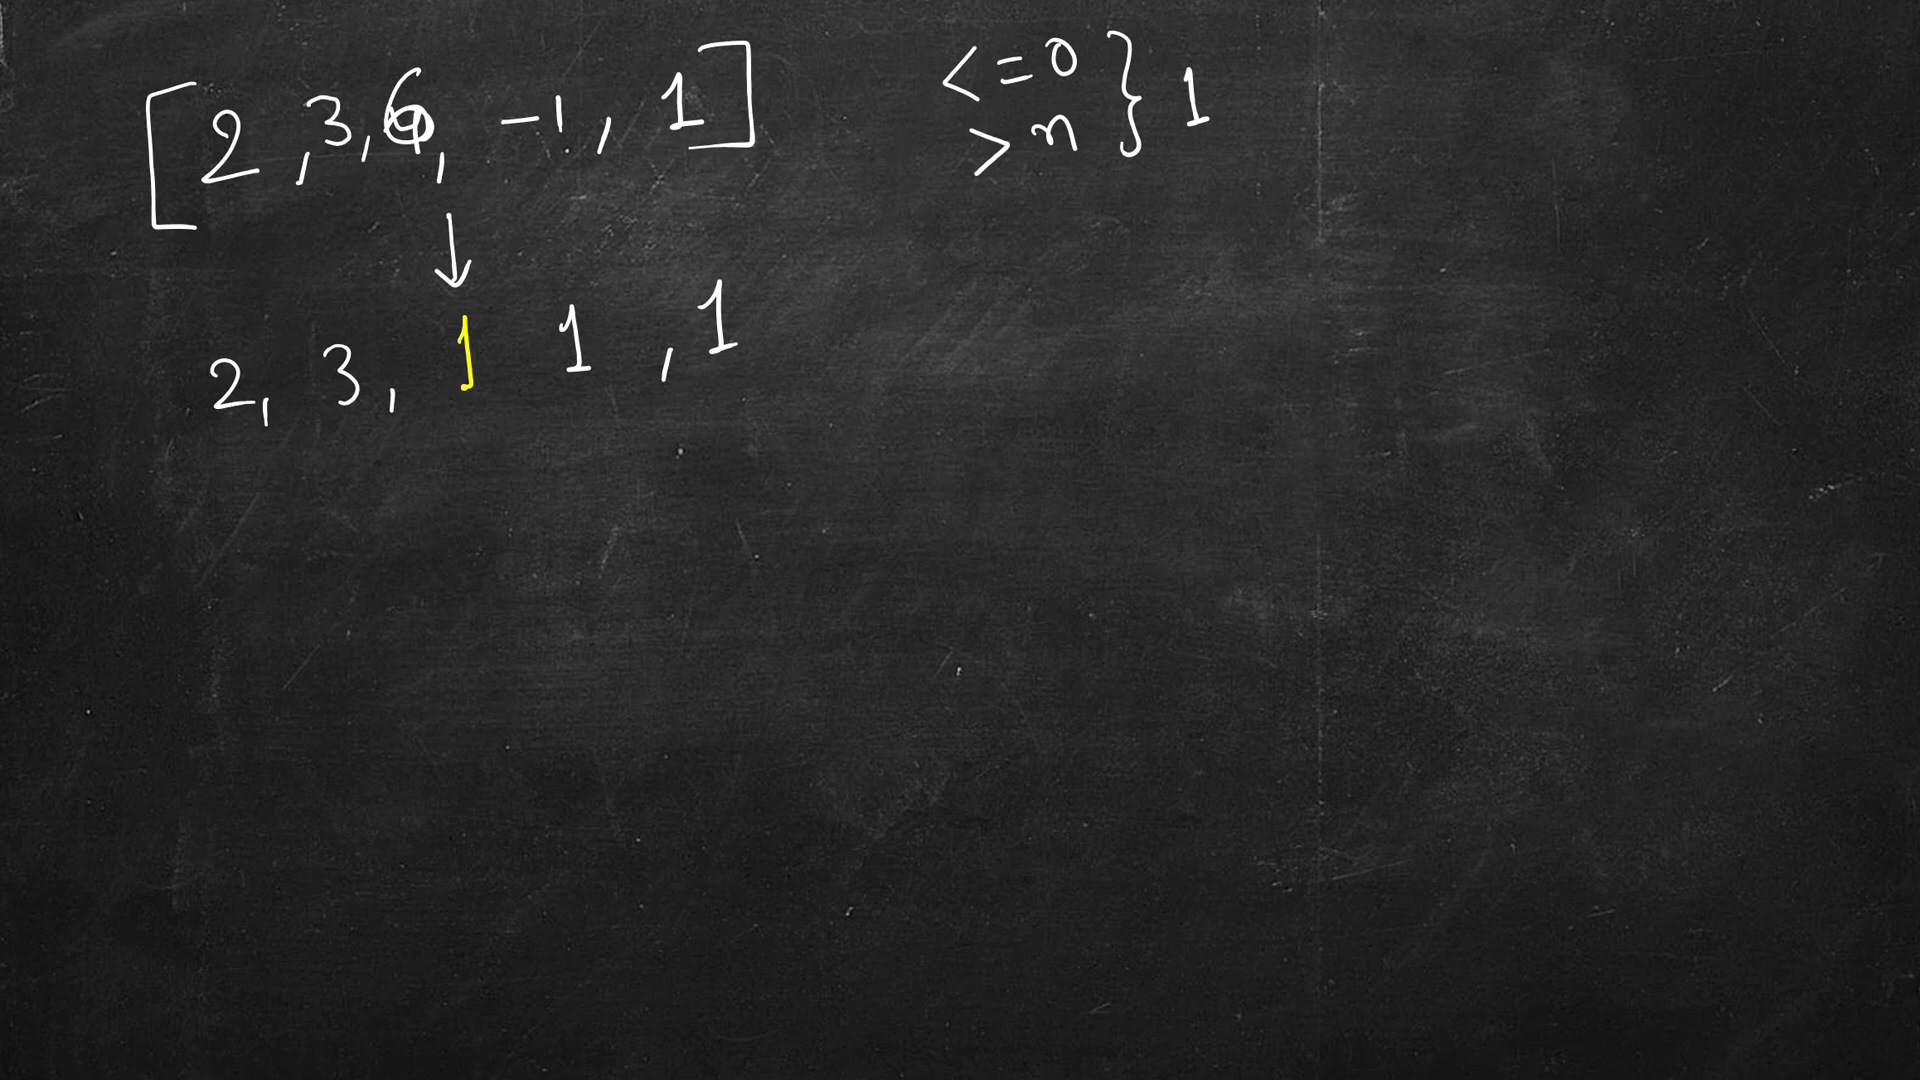 [2, 3, 6, -1, 1]
<=0 } 1
>n
2, 3, 1 1, 1